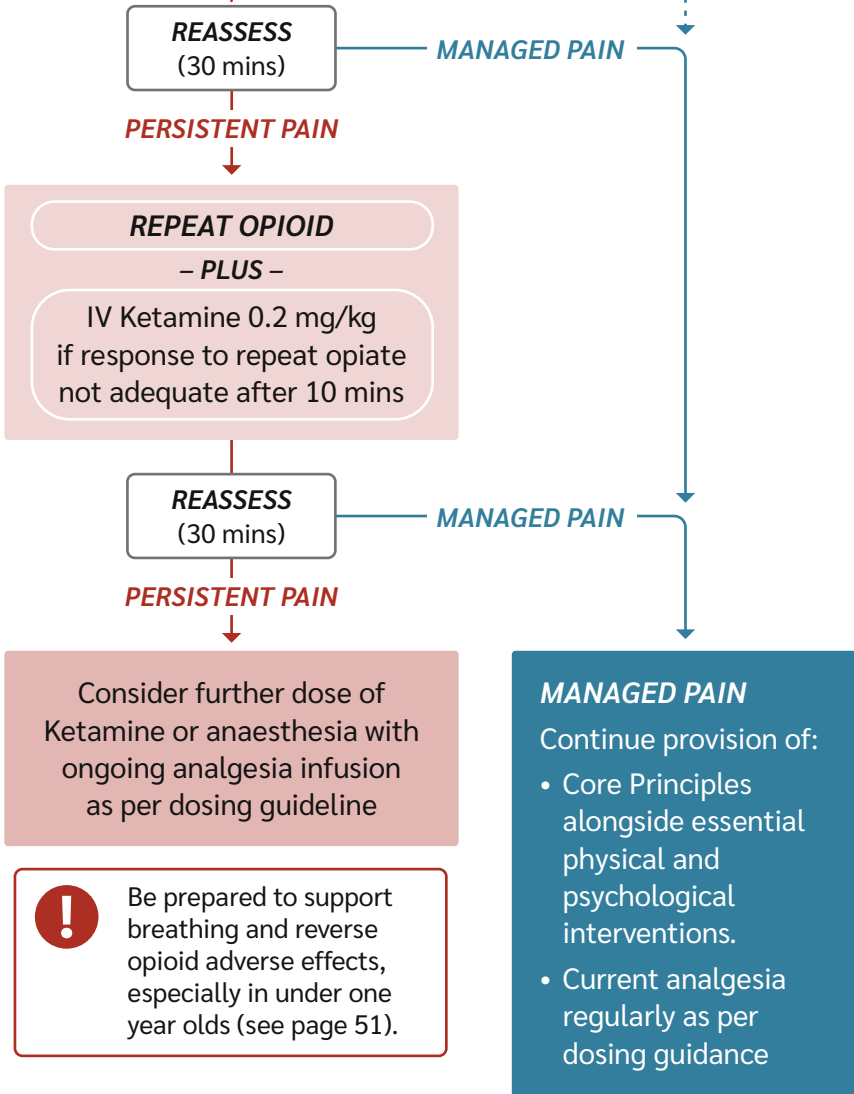 REASSESS
(30 mins)
MANAGED PAIN
PERSISTENT PAIN
REPEAT OPIOID
– PLUS –
IV Ketamine 0.2 mg/kg
if response to repeat opiate
not adequate after 10 mins
REASSESS
(30 mins)
MANAGED PAIN
PERSISTENT PAIN
Consider further dose of
Ketamine or anaesthesia with
ongoing analgesia infusion
as per dosing guideline
!
Be prepared to support
breathing and reverse
opioid adverse effects,
especially in under one
year olds (see page 51).
MANAGED PAIN
Continue provision of:
• Core Principles
alongside essential
physical and
psychological
interventions.
• Current analgesia
regularly as per
dosing guidance